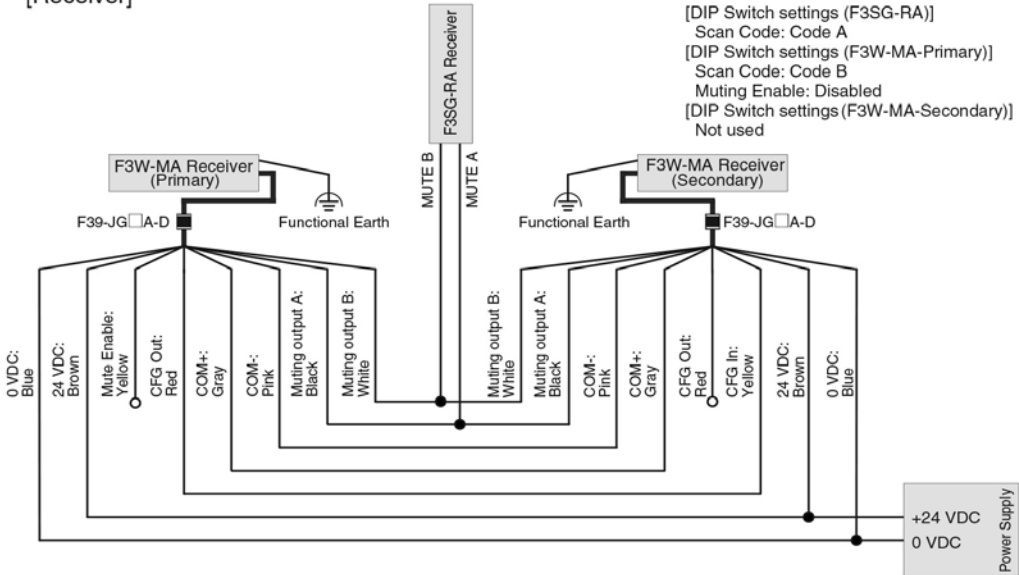 [Receiver]
[DIP Switch settings (F3SG-RA)]
Scan Code: Code A
[DIP Switch settings (F3W-MA-Primary)]
Scan Code: Code B
Muting Enable: Disabled
[DIP Switch settings (F3W-MA-Secondary)]
Not used
F3SG-RA Receiver
MUTE B
MUTE A
F3W-MA Receiver
(Primary)
Functional Earth
F39-JG□A-D
F3W-MA Receiver
(Secondary)
Functional Earth
F39-JG□A-D
0 VDC:
Blue
24 VDC:
Brown
Mute Enable:
Yellow
CFG Out:
Red
COM+:
Gray
COM-:
Pink
Muting output A:
Black
Muting output B:
White
Muting output B:
White
Muting output A:
Black
COM-:
Pink
COM+:
Gray
CFG Out:
Red
CFG In:
Yellow
24 VDC:
Brown
0 VDC:
Blue
+24 VDC
0 VDC
Power Supply